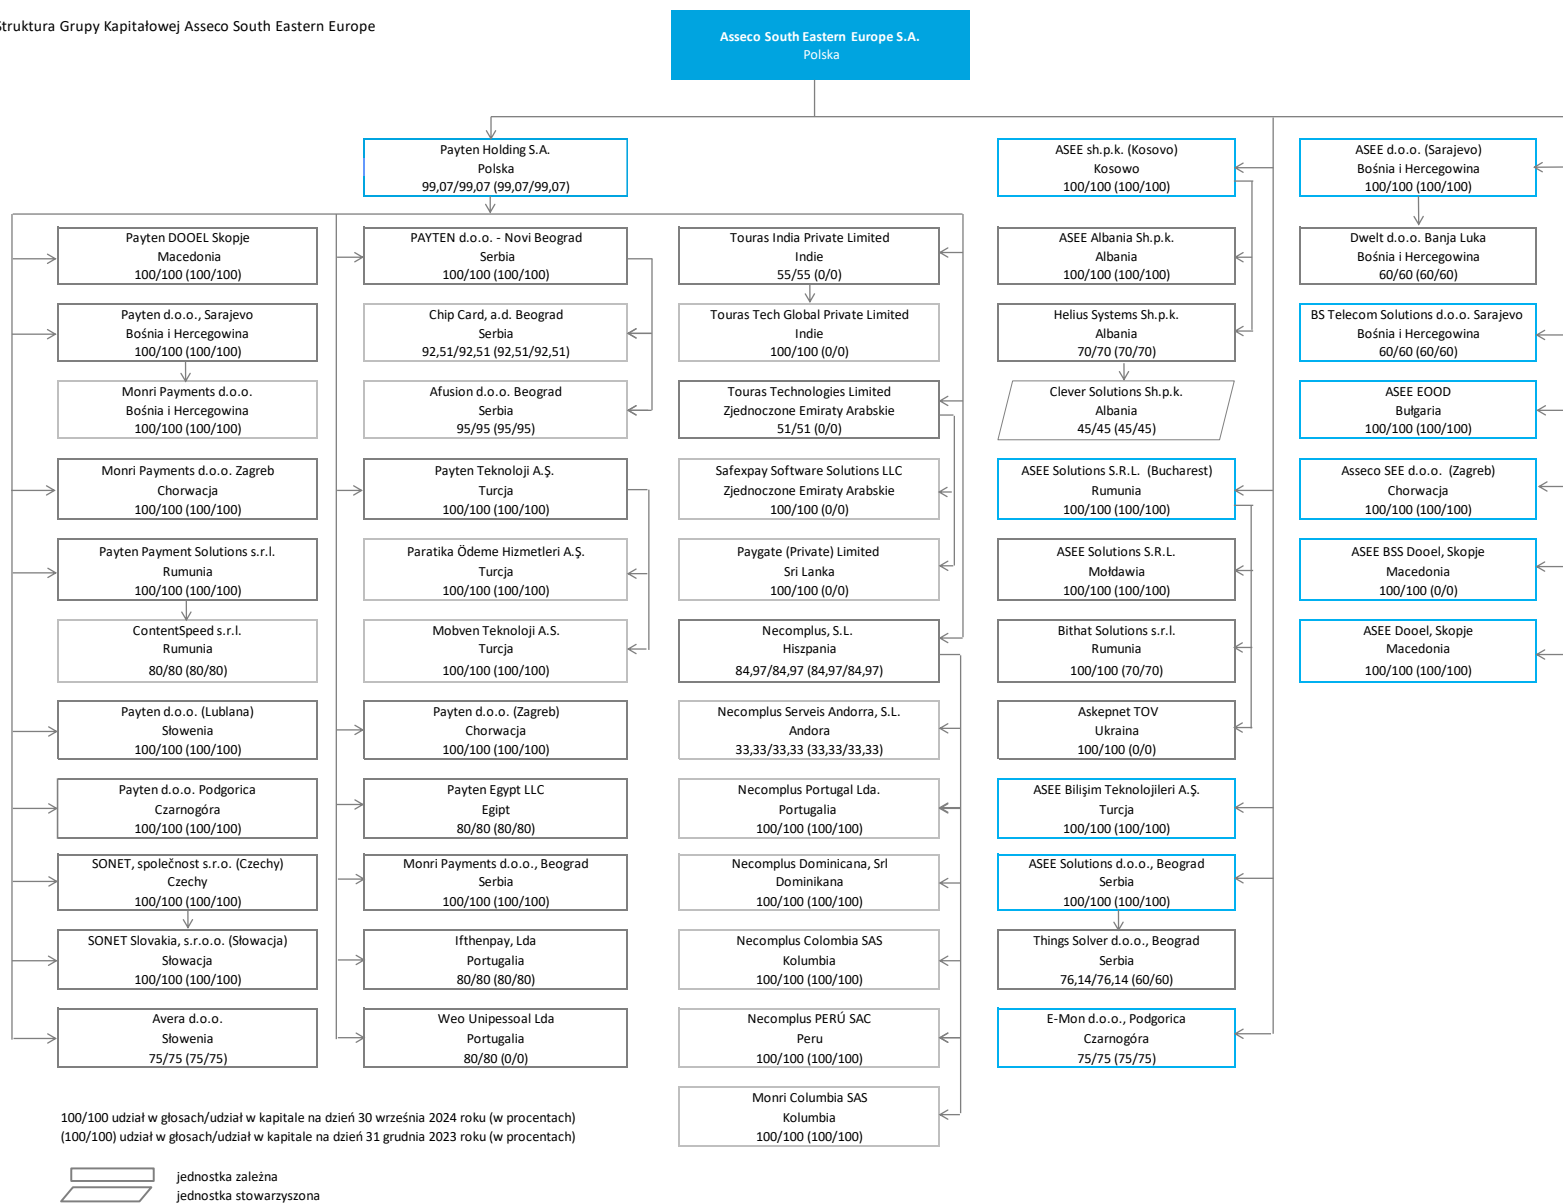 Struktura Grupy Kapitałowej Asseco South Eastern Europe
Asseco South Eastern Europe S.A.
Polska
Payten Holding S.A.
Polska
99,07/99,07 (99,07/99,07)
Payten DOOEL Skopje
Macedonia
100/100 (100/100)
Payten d.o.o., Sarajevo
Bośnia i Hercegowina
100/100 (100/100)
Monri Payments d.o.o.
Bośnia i Hercegowina
100/100 (100/100)
Monri Payments d.o.o. Zagreb
Chorwacja
100/100 (100/100)
Payten Payment Solutions s.r.l.
Rumunia
100/100 (100/100)
ContentSpeed s.r.l.
Rumunia
80/80 (80/80)
Payten d.o.o. (Lublana)
Słowenia
100/100 (100/100)
Payten d.o.o. Podgorica
Czarnogóra
100/100 (100/100)
SONET, společnost s.r.o. (Czechy)
Czechy
100/100 (100/100)
SONET Slovakia, s.r.o.o. (Słowacja)
Słowacja
100/100 (100/100)
Avera d.o.o.
Słowenia
75/75 (75/75)
PAYTEN d.o.o. - Novi Beograd
Serbia
100/100 (100/100)
Chip Card, a.d. Beograd
Serbia
92,51/92,51 (92,51/92,51)
Afusion d.o.o. Beograd
Serbia
95/95 (95/95)
Payten Teknoloji A.Ş.
Turcja
100/100 (100/100)
Paratika Ödeme Hizmetleri A.Ş.
Turcja
100/100 (100/100)
Mobven Teknoloji A.S.
Turcja
100/100 (100/100)
Payten d.o.o. (Zagreb)
Chorwacja
100/100 (100/100)
Payten Egypt LLC
Egipt
80/80 (80/80)
Monri Payments d.o.o., Beograd
Serbia
100/100 (100/100)
Ifthenpay, Lda
Portugalia
80/80 (80/80)
Weo Unipessoal Lda
Portugalia
80/80 (0/0)
Touras India Private Limited
Indie
55/55 (0/0)
Touras Tech Global Private Limited
Indie
100/100 (0/0)
Touras Technologies Limited
Zjednoczone Emiraty Arabskie
51/51 (0/0)
Safexpay Software Solutions LLC
Zjednoczone Emiraty Arabskie
100/100 (0/0)
Paygate (Private) Limited
Sri Lanka
100/100 (0/0)
Necomplus, S.L.
Hiszpania
84,97/84,97 (84,97/84,97)
Necomplus Serveis Andorra, S.L.
Andora
33,33/33,33 (33,33/33,33)
Necomplus Portugal Lda.
Portugalia
100/100 (100/100)
Necomplus Dominicana, Srl
Dominikana
100/100 (100/100)
Necomplus Colombia SAS
Kolumbia
100/100 (100/100)
Necomplus PERÚ SAC
Peru
100/100 (100/100)
Monri Columbia SAS
Kolumbia
100/100 (100/100)
ASEE sh.p.k. (Kosovo)
Kosowo
100/100 (100/100)
ASEE Albania Sh.p.k.
Albania
100/100 (100/100)
Helius Systems Sh.p.k.
Albania
70/70 (70/70)
Clever Solutions Sh.p.k.
Albania
45/45 (45/45)
ASEE Solutions S.R.L. (Bucharest)
Rumunia
100/100 (100/100)
ASEE Solutions S.R.L.
Mołdawia
100/100 (100/100)
Bithat Solutions s.r.l.
Rumunia
100/100 (70/70)
Askepnet TOV
Ukraina
100/100 (0/0)
ASEE Bilişim Teknolojileri A.Ş.
Turcja
100/100 (100/100)
ASEE Solutions d.o.o., Beograd
Serbia
100/100 (100/100)
Things Solver d.o.o., Beograd
Serbia
76,14/76,14 (60/60)
E-Mon d.o.o., Podgorica
Czarnogóra
75/75 (75/75)
ASEE d.o.o. (Sarajevo)
Bośnia i Hercegowina
100/100 (100/100)
Dwelt d.o.o. Banja Luka
Bośnia i Hercegowina
60/60 (60/60)
BS Telecom Solutions d.o.o. Sarajevo
Bośnia i Hercegowina
60/60 (60/60)
ASEE EOOD
Bułgaria
100/100 (100/100)
Asseco SEE d.o.o. (Zagreb)
Chorwacja
100/100 (100/100)
ASEE BSS Dooel, Skopje
Macedonia
100/100 (0/0)
ASEE Dooel, Skopje
Macedonia
100/100 (100/100)
100/100 udział w głosach/udział w kapitale na dzień 30 września 2024 roku (w procentach)
(100/100) udział w głosach/udział w kapitale na dzień 31 grudnia 2023 roku (w procentach)
jednostka zależna
jednostka stowarzyszona